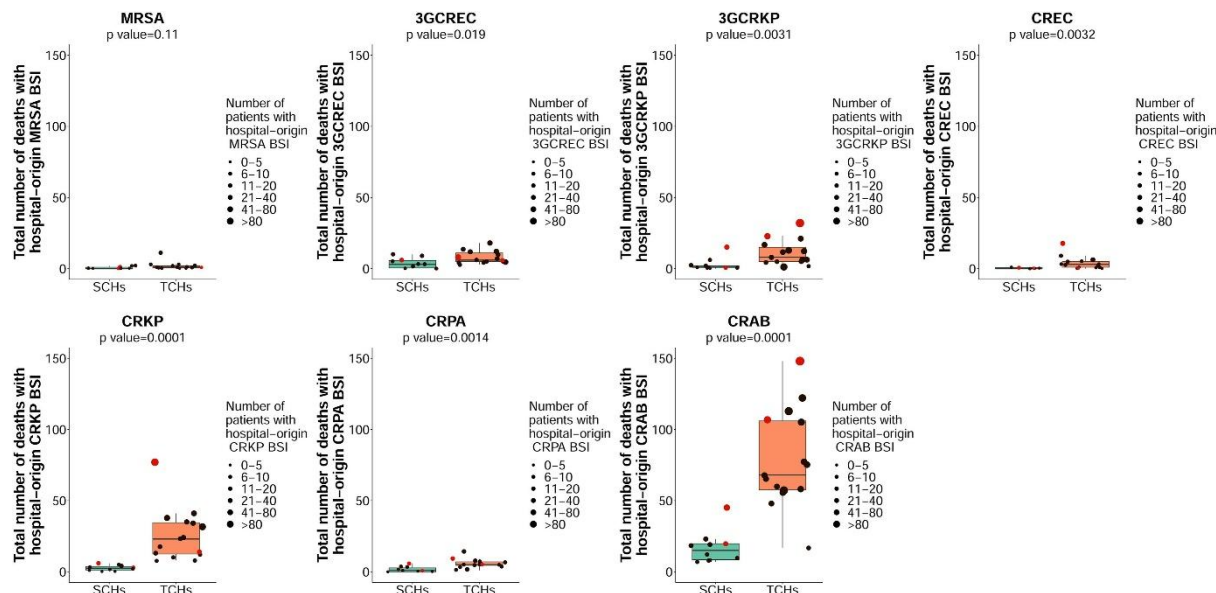 MRSA
p value=0.11
Total number of deaths with
hospital-origin MRSA BSI
150
100
50
0
SCHs
TCHs
Number of
patients with
hospital-origin
MRSA BSI
0-5
6-10
11-20
21-40
41-80
>80
3GCREC
p value=0.019
Total number of deaths with
hospital-origin 3GCREC BSI
150
100
50
0
SCHs
TCHs
Number of
patients with
hospital-origin
3GCREC BSI
0-5
6-10
11-20
21-40
41-80
>80
3GCRKP
p value=0.0031
Total number of deaths with
hospital-origin 3GCRKP BSI
150
100
50
0
SCHs
TCHs
Number of
patients with
hospital-origin
3GCRKP BSI
0-5
6-10
11-20
21-40
41-80
>80
CREC
p value=0.0032
Total number of deaths with
hospital-origin CREC BSI
150
100
50
0
SCHs
TCHs
Number of
patients with
hospital-origin
CREC BSI
0-5
6-10
11-20
21-40
41-80
>80
CRKP
p value=0.0001
Total number of deaths with
hospital-origin CRKP BSI
150
100
50
0
SCHs
TCHs
Number of
patients with
hospital-origin
CRKP BSI
0-5
6-10
11-20
21-40
41-80
>80
CRPA
p value=0.0014
Total number of deaths with
hospital-origin CRPA BSI
150
100
50
0
SCHs
TCHs
Number of
patients with
hospital-origin
CRPA BSI
0-5
6-10
11-20
21-40
41-80
>80
CRAB
p value=0.0001
Total number of deaths with
hospital-origin CRAB BSI
150
100
50
0
SCHs
TCHs
Number of
patients with
hospital-origin
CRAB BSI
0-5
6-10
11-20
21-40
41-80
>80